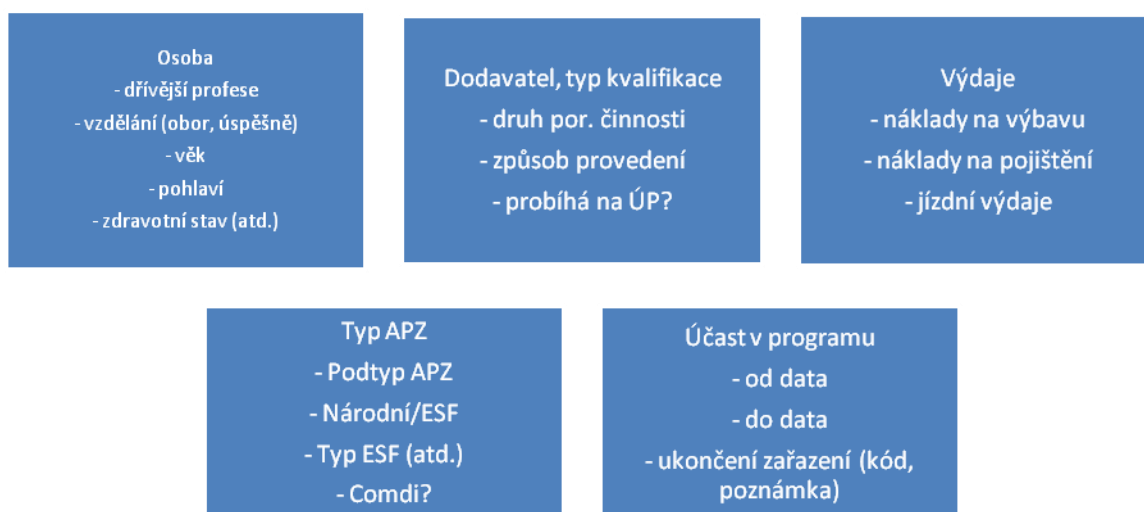 Osoba
- dřívější profese
- vzdělání (obor, úspěšně)
- věk
- pohlaví
- zdravotní stav (atd.)
Dodavatel, typ kvalifikace
- druh por. činnosti
- způsob provedení
- probíhá na ÚP?
Výdaje
- náklady na výbavu
- náklady na pojištění
- jízdní výdaje
Typ APZ
- Podtyp APZ
- Národní/ESF
- Typ ESF (atd.)
- Comdi?
Účast v programu
- od data
- do data
- ukončení zařazení (kód,
poznámka)